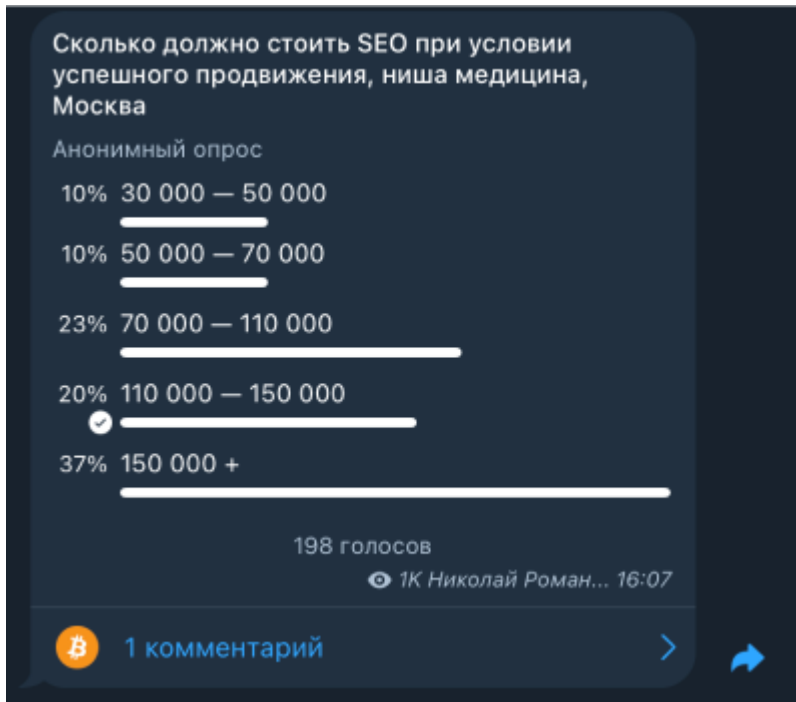 Сколько должно стоить SEO при условии
успешного продвижения, ниша медицина,
Москва
Анонимный опрос
10% 30 000 — 50 000
10% 50 000 — 70 000
23% 70 000 — 110 000
20% 110 000 — 150 000
37% 150 000 +
198 голосов
1K Николай Роман... 16:07
1 комментарий